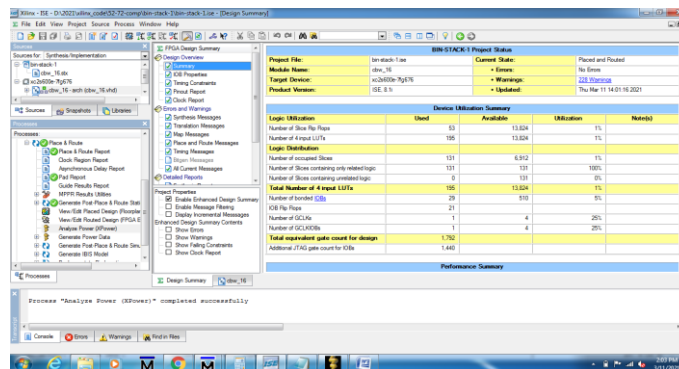 Xilinx - ISE - D:\2021\xilinx_code\52-72-comp\bin-stack-1\bin-stack-1.ise - [Design Summary]
File Edit View Project Source Process Window Help
Sources
Sources for: Synthesis/Implementation
bin-stack-1
cbw_16.stx
xc2s600e-7fg676
cbw_16 - arch (cbw_16.vhd)
Sources
Snapshots
Libraries
Processes
Processes:
Place & Route
Place & Route Report
Clock Region Report
Asynchronous Delay Report
Pad Report
Guide Results Report
MPPR Results Utilities
Generate Post-Place & Route Stati
View/Edit Placed Design (Floorplan
View/Edit Routed Design (FPGA E
Analyze Power (XPower)
Generate Power Data
Generate Post-Place & Route Simu
Generate IBIS Model
Processes
FPGA Design Summary
Design Overview
Summary
IOB Properties
Timing Constraints
Pinout Report
Clock Report
Errors and Warnings
Synthesis Messages
Translation Messages
Map Messages
Place and Route Messages
Timing Messages
Bitgen Messages
All Current Messages
Detailed Reports
Project Properties
Enable Enhanced Design Summary
Enable Message Filtering
Display Incremental Messages
Enhanced Design Summary Contents
Show Errors
Show Warnings
Show Failing Constraints
Show Clock Report
Design Summary
cbw_16
BIN-STACK-1 Project Status
Project File: bin-stack-1.ise Current State: Placed and Routed
Module Name: cbw_16 • Errors: No Errors
Target Device: xc2s600e-7fg676 • Warnings: 228 Warnings
Product Version: ISE, 8.1i • Updated: Thu Mar 11 14:01:16 2021
Device Utilization Summary
Logic Utilization Used Available Utilization Note(s)
Number of Slice Flip Flops 53 13,824 1%
Number of 4 input LUTs 195 13,824 1%
Logic Distribution
Number of occupied Slices 131 6,912 1%
Number of Slices containing only related logic 131 131 100%
Number of Slices containing unrelated logic 0 131 0%
Total Number of 4 input LUTs 195 13,824 1%
Number of bonded IOBs 29 510 5%
IOB Flip Flops 21
Number of GCLKs 1 4 25%
Number of GCLKIOBs 1 4 25%
Total equivalent gate count for design 1,792
Additional JTAG gate count for IOBs 1,440
Performance Summary
Process "Analyze Power (XPower)" completed successfully
Console
Errors
Warnings
Find in Files
2:03 PM